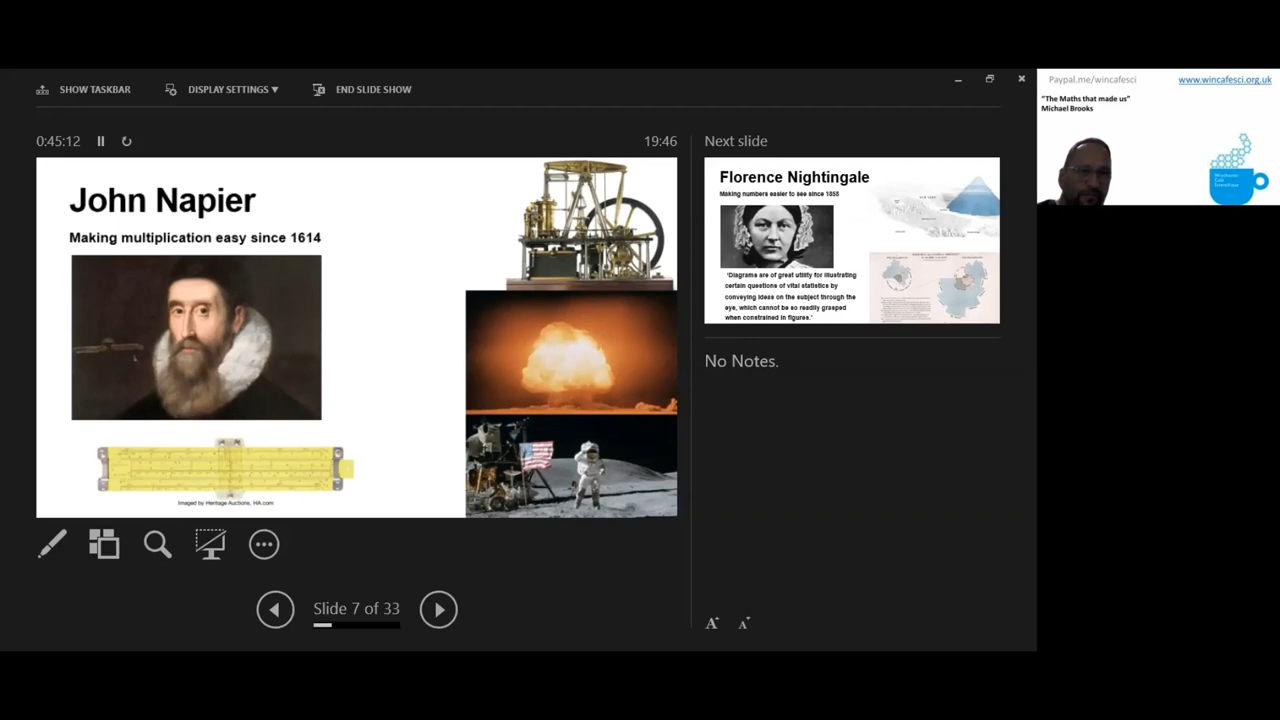 SHOW TASKBAR
DISPLAY SETTINGS ▼
END SLIDE SHOW
0:45:12
19:46
John Napier
Making multiplication easy since 1614
Imaged by Heritage Auctions, HA.com
Slide 7 of 33
Next slide
Florence Nightingale
Making numbers easier to see since 1858
'Diagrams are of great utility for illustrating
certain questions of vital statistics by
conveying ideas on the subject through the
eye, which cannot be so readily grasped
when constrained in figures.'
No Notes.
A A
Paypal.me/wincafesci
www.wincafesci.org.uk
"The Maths that made us"
Michael Brooks
Winchester
Café
Scientifique